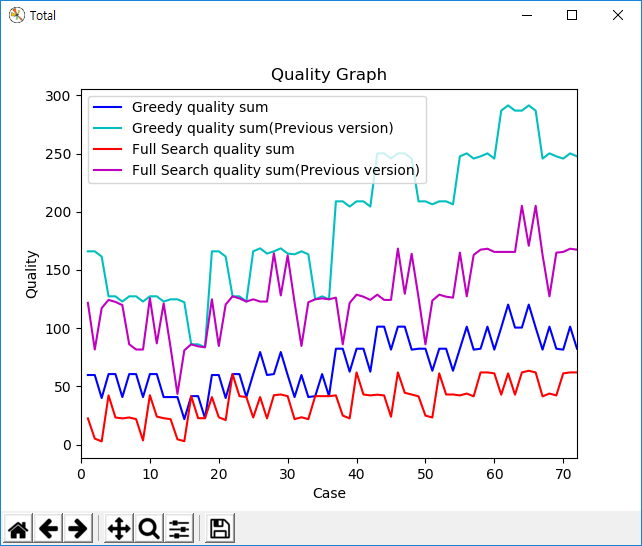 Total
Quality Graph
Greedy quality sum
Greedy quality sum(Previous version)
Full Search quality sum
Full Search quality sum(Previous version)
300
250
200
150
100
50
0
Quality
0 10 20 30 40 50 60 70
Case